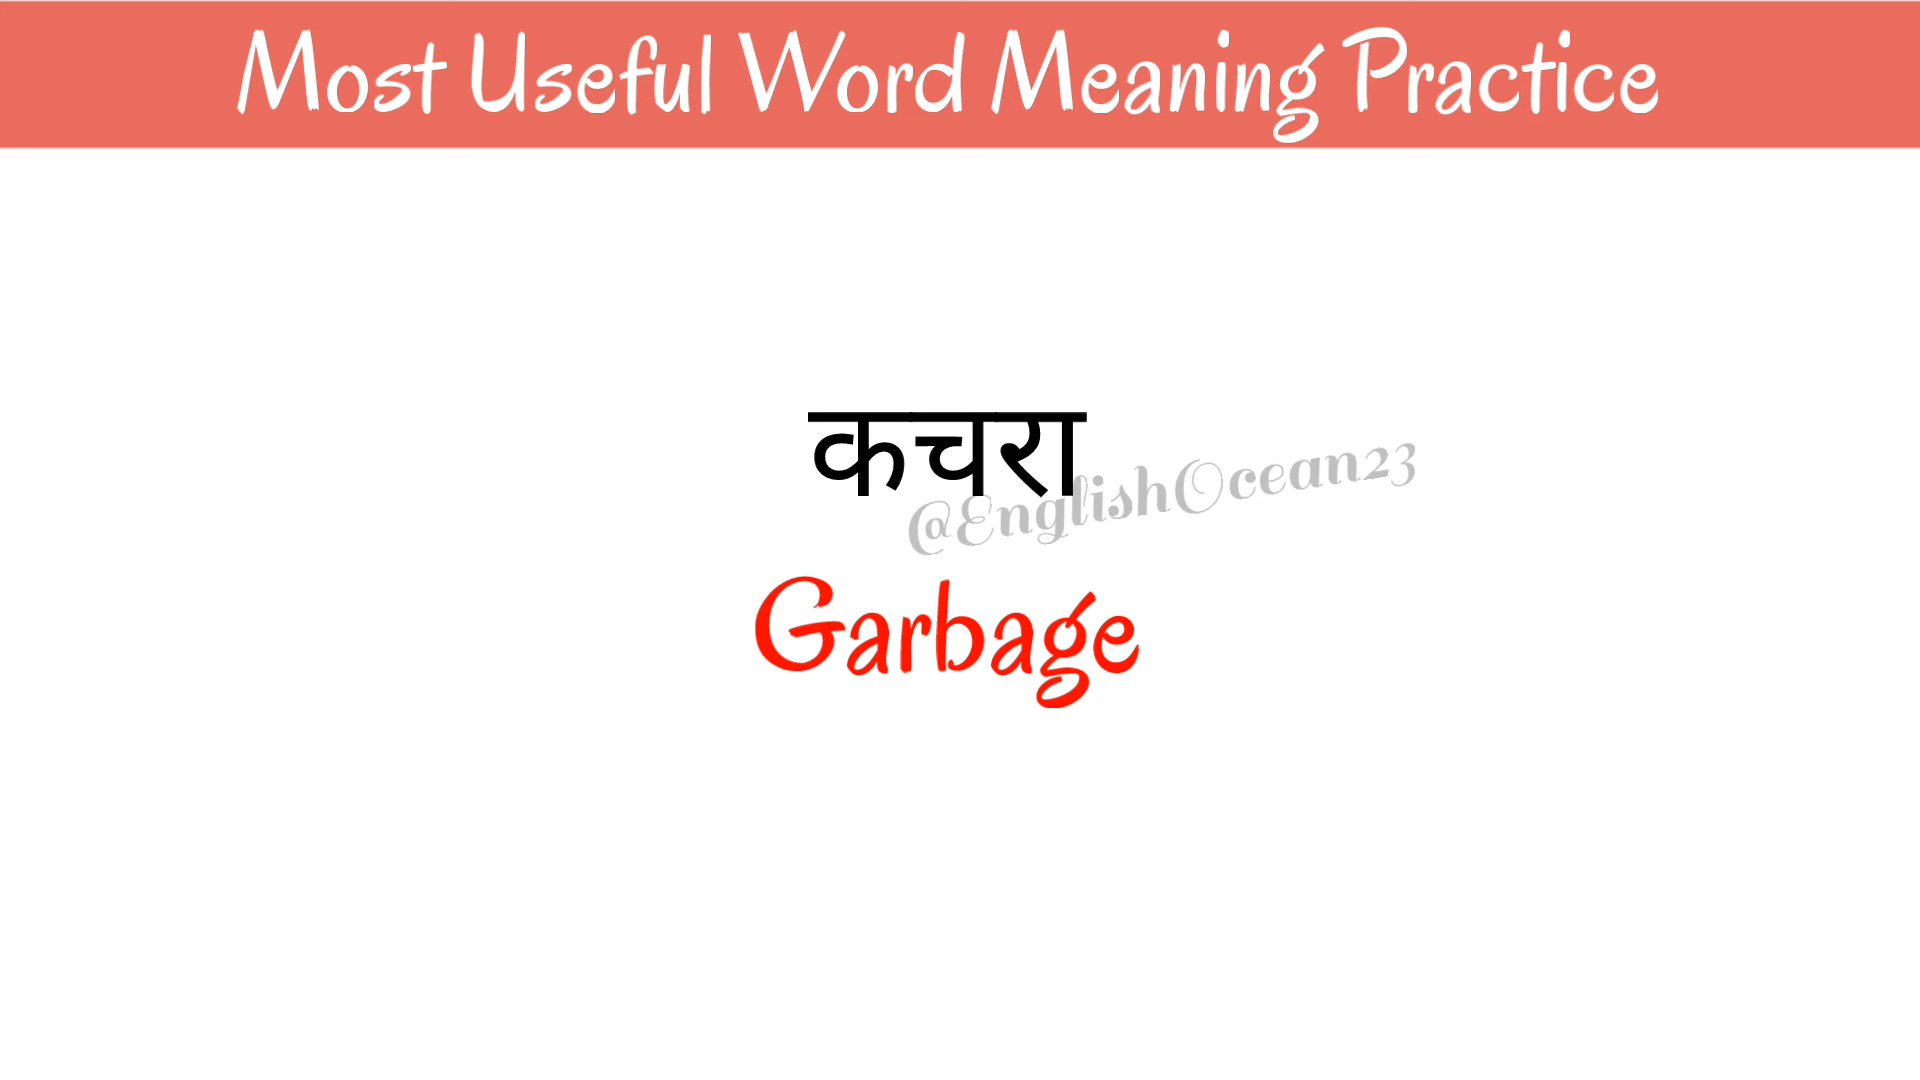 Most Useful Word Meaning Practice
कचरा
@EnglishOcean23
Garbage